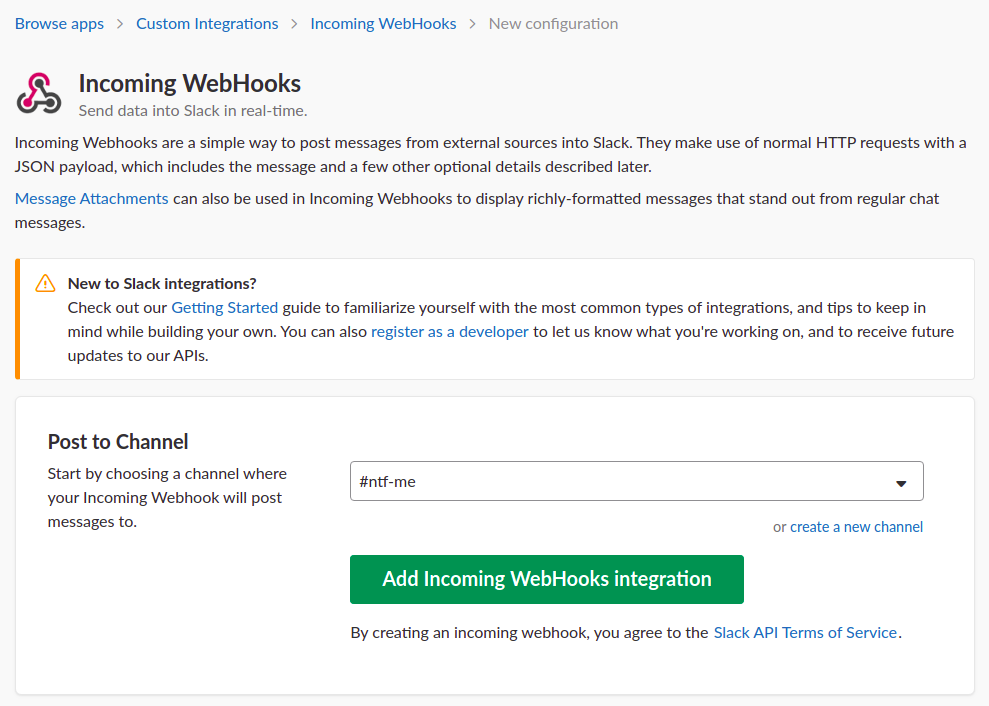 Browse apps > Custom Integrations > Incoming WebHooks > New configuration
Incoming WebHooks
Send data into Slack in real-time.
Incoming Webhooks are a simple way to post messages from external sources into Slack. They make use of normal HTTP requests with a
JSON payload, which includes the message and a few other optional details described later.
Message Attachments can also be used in Incoming Webhooks to display richly-formatted messages that stand out from regular chat
messages.
New to Slack integrations?
Check out our Getting Started guide to familiarize yourself with the most common types of integrations, and tips to keep in
mind while building your own. You can also register as a developer to let us know what you're working on, and to receive future
updates to our APIs.
Post to Channel
Start by choosing a channel where
your Incoming Webhook will post
messages to.
#ntf-me
or create a new channel
Add Incoming WebHooks integration
By creating an incoming webhook, you agree to the Slack API Terms of Service.